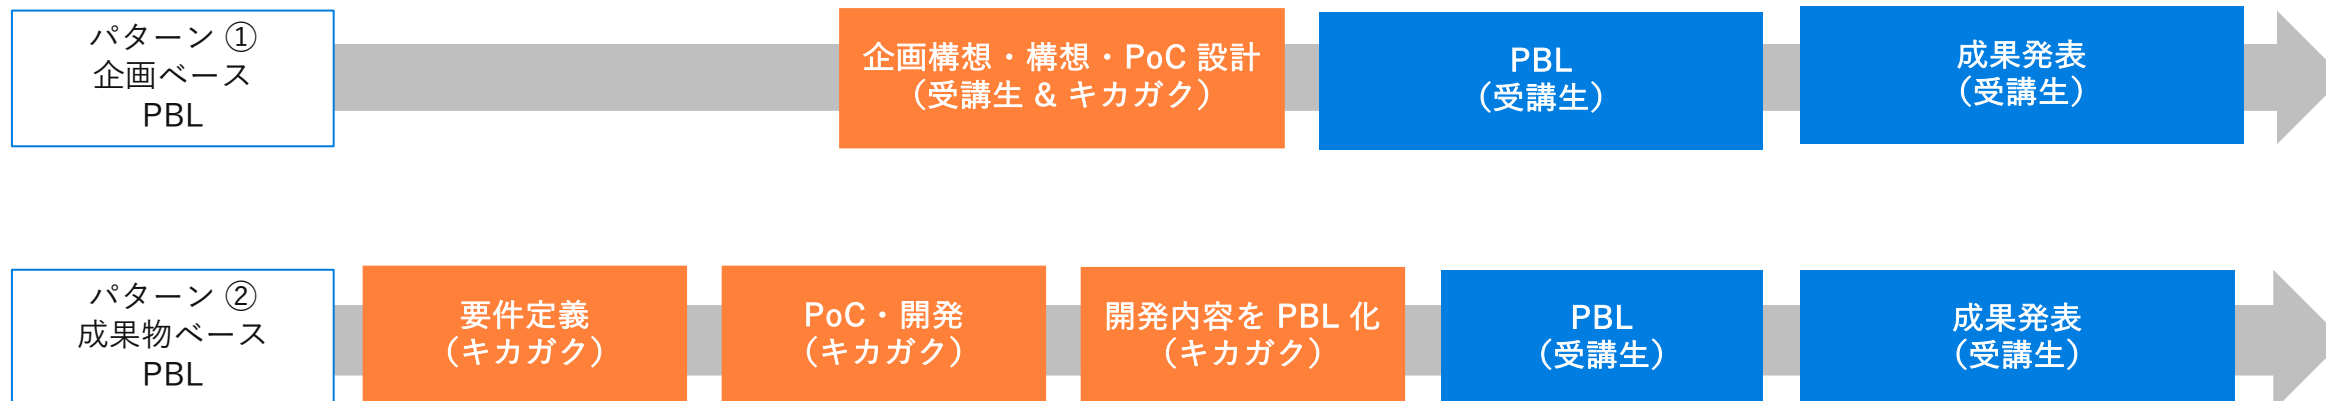 パターン ①
企画ベース
PBL
企画構想・構想・PoC 設計
（受講生 & キカガク）
PBL
（受講生）
成果発表
（受講生）
パターン ②
成果物ベース
PBL
要件定義
（キカガク）
PoC・開発
（キカガク）
開発内容を PBL 化
（キカガク）
PBL
（受講生）
成果発表
（受講生）